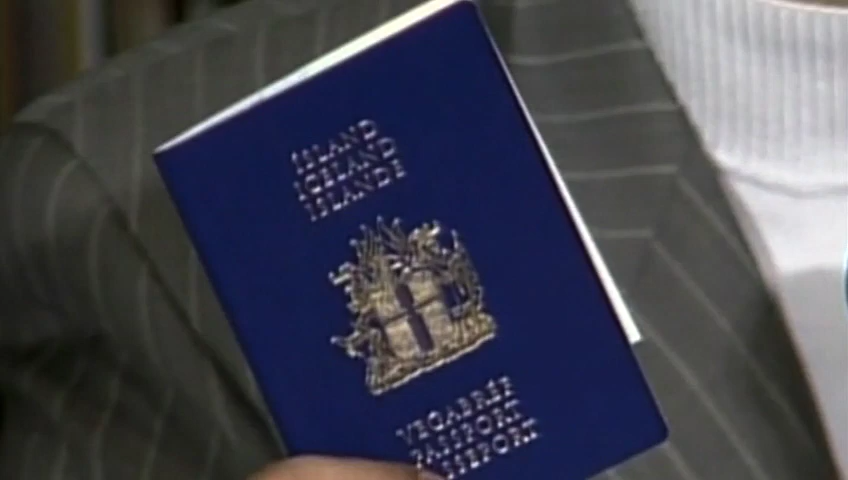 ÍSLAND
ICELAND
ISLANDE
VEGABRÉF
PASSPORT
PASSEPORT